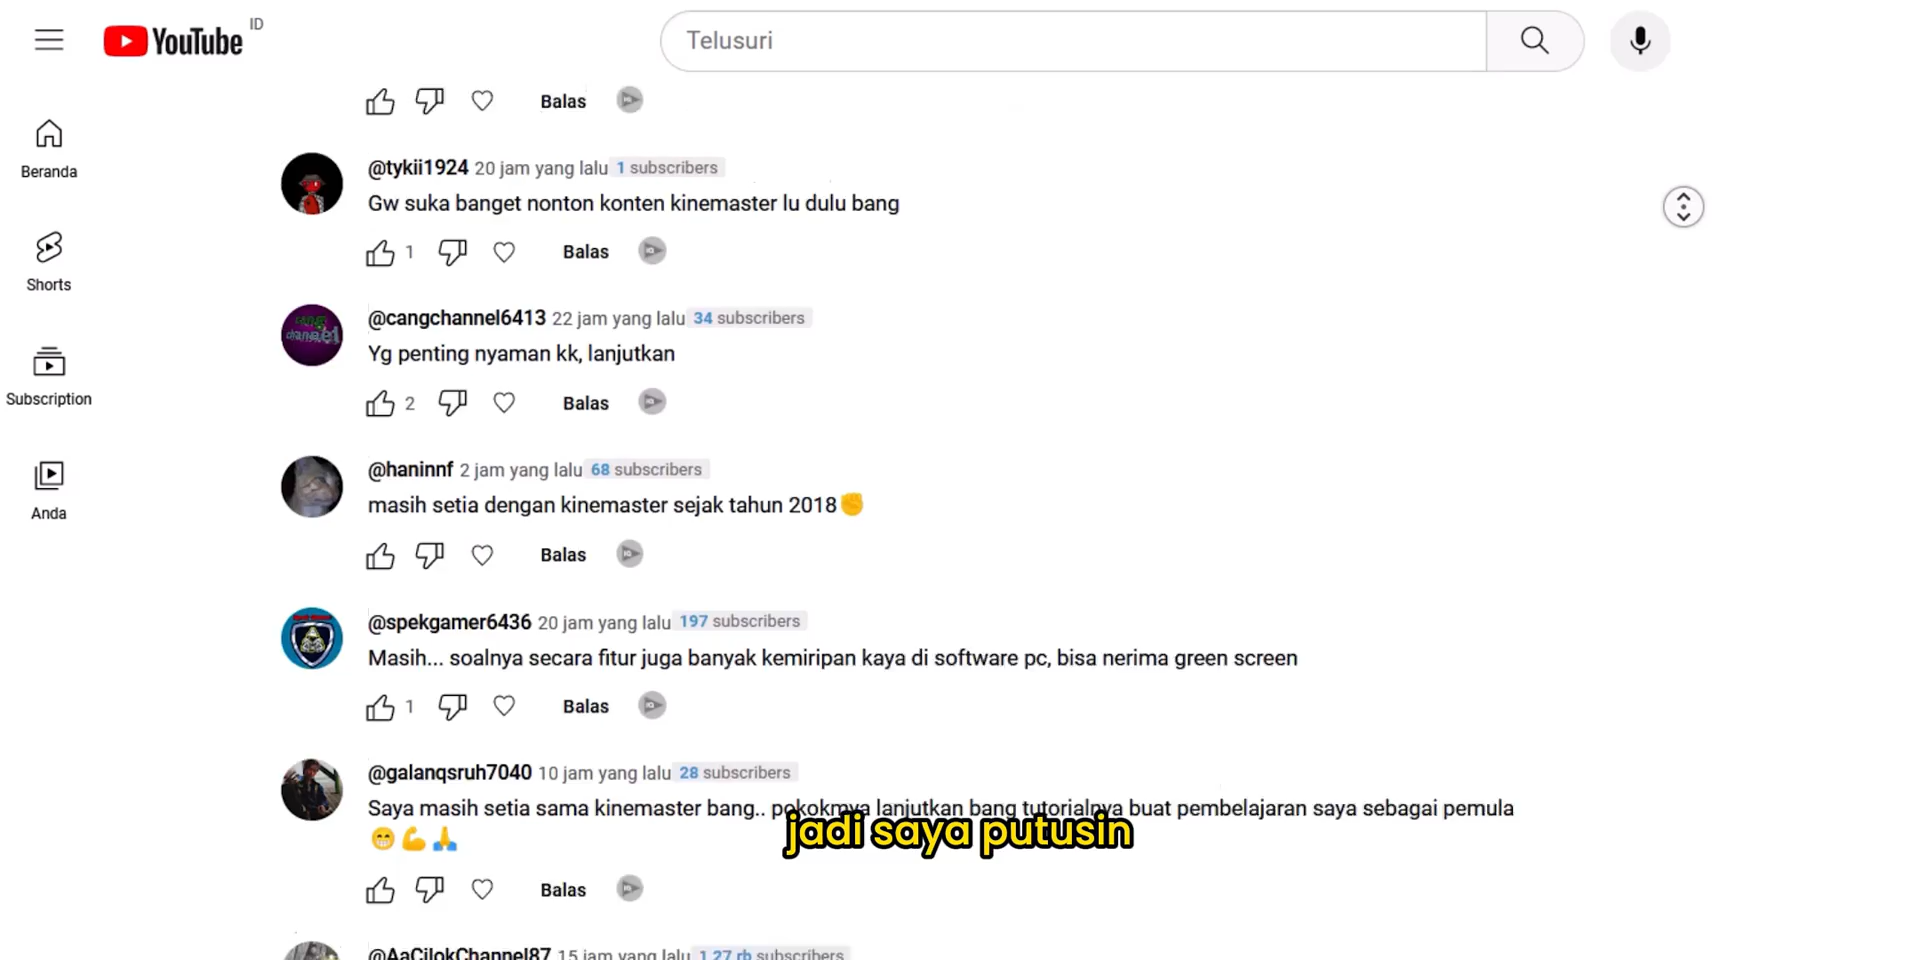 YouTube ID
Telusuri
Balas
Beranda
Shorts
Subscription
Anda
@tykii1924 20 jam yang lalu 1 subscribers
Gw suka banget nonton konten kinemaster lu dulu bang
1 Balas
@cangchannel6413 22 jam yang lalu 34 subscribers
Yg penting nyaman kk, lanjutkan
2 Balas
@haninnf 2 jam yang lalu 68 subscribers
masih setia dengan kinemaster sejak tahun 2018✊
Balas
@spekgamer6436 20 jam yang lalu 197 subscribers
Masih... soalnya secara fitur juga banyak kemiripan kaya di software pc, bisa nerima green screen
1 Balas
@galanqsruh7040 10 jam yang lalu 28 subscribers
Saya masih setia sama kinemaster bang.. pokokmya lanjutkan bang tutorialnya buat pembelajaran saya sebagai pemula
😁💪🙏
jadi saya putusin
Balas
@AaCilokChannel87 15 jam yang lalu 1,27 rb subscribers